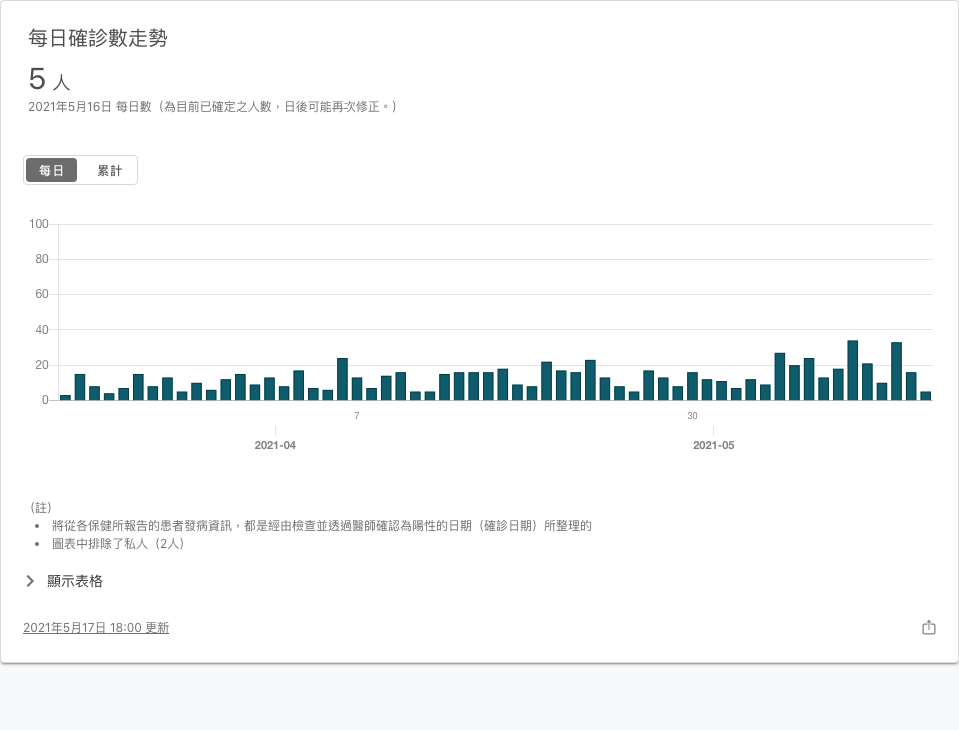 每日確診數走勢
5 人
2021年5月16日 每日數（為目前已確定之人數，日後可能再次修正。）
每日 累計
100
80
60
40
20
0
7 30
2021-04 2021-05
（註）
• 將從各保健所報告的患者發病資訊，都是經由檢查並透過醫師確認為陽性的日期（確診日期）所整理的
• 圖表中排除了私人（2人）
顯示表格
2021年5月17日 18:00 更新